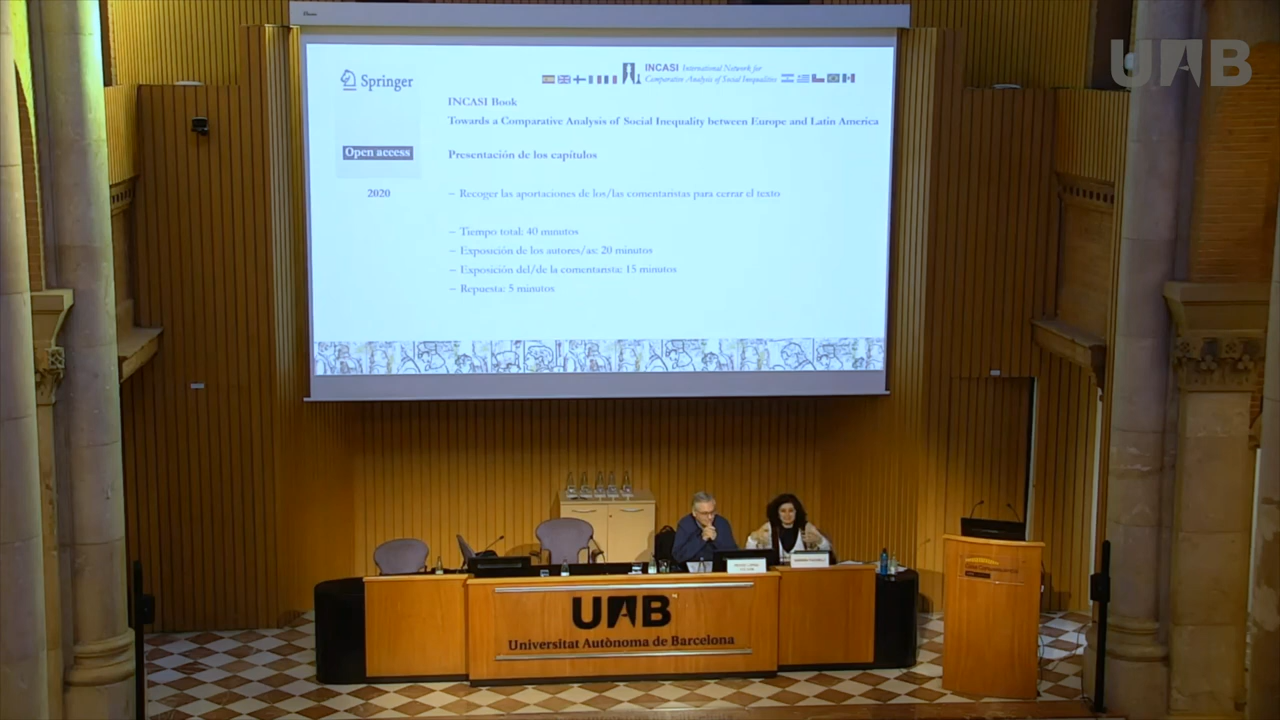 UAB
Springer
INCASI International Network for
Comparative Analysis of Social Inequalities
INCASI Book
Towards a Comparative Analysis of Social Inequality between Europe and Latin America
Open access
Presentación de los capítulos
2020
– Recoger las aportaciones de los/las comentaristas para cerrar el texto
– Tiempo total: 40 minutos
– Exposición de los autores/as: 20 minutos
– Exposición del/de la comentarista: 15 minutos
– Repuesta: 5 minutos
UAB
Universitat Autònoma de Barcelona